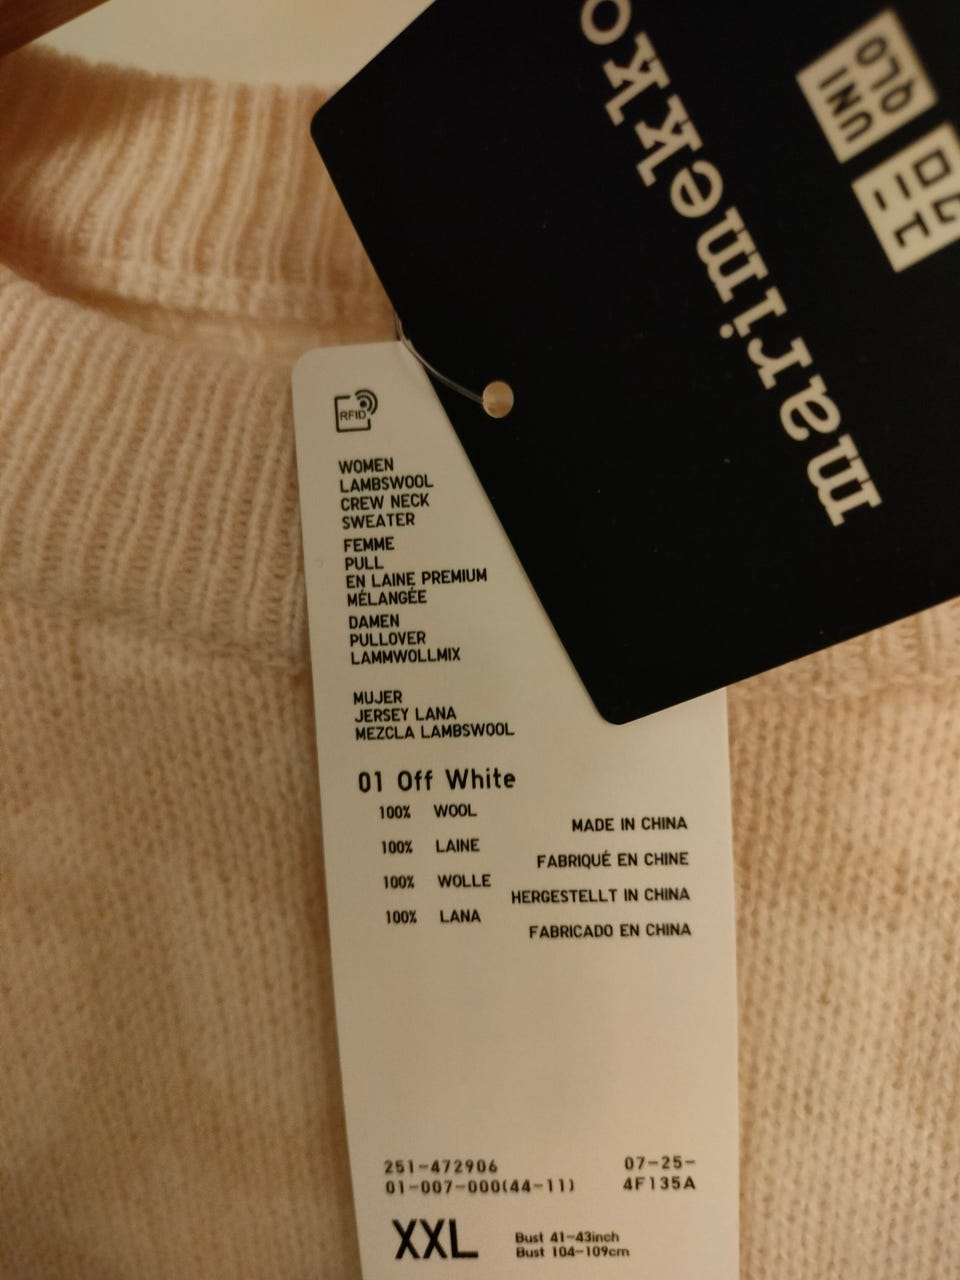 marimekko
UNI
QLO
RFID
WOMEN
LAMBSWOOL
CREW NECK
SWEATER
FEMME
PULL
EN LAINE PREMIUM
MÉLANGÉE
DAMEN
PULLOVER
LAMMWOLLMIX
MUJER
JERSEY LANA
MEZCLA LAMBSWOOL
01 Off White
100% WOOL
MADE IN CHINA
100% LAINE
FABRIQUÉ EN CHINE
100% WOLLE
HERGESTELLT IN CHINA
100% LANA
FABRICADO EN CHINA
251-472906 07-25-
01-007-000(44-11) 4F135A
XXL
Bust 41-43inch
Bust 104-109cm